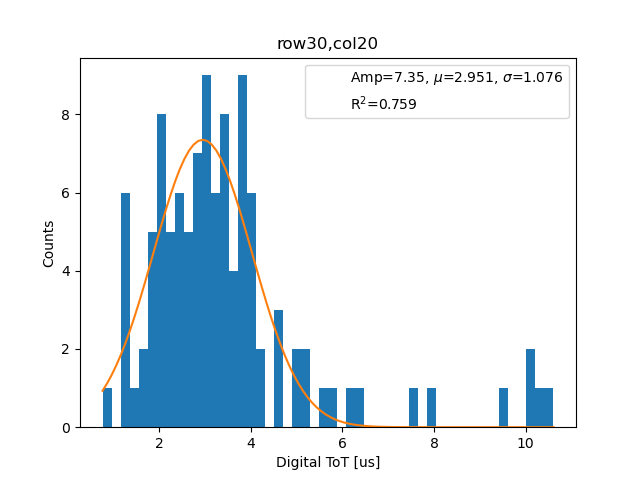 row30,col20
Amp=7.35, μ=2.951, σ=1.076
R²=0.759
Counts
8
6
4
2
0
2 4 6 8 10
Digital ToT [us]